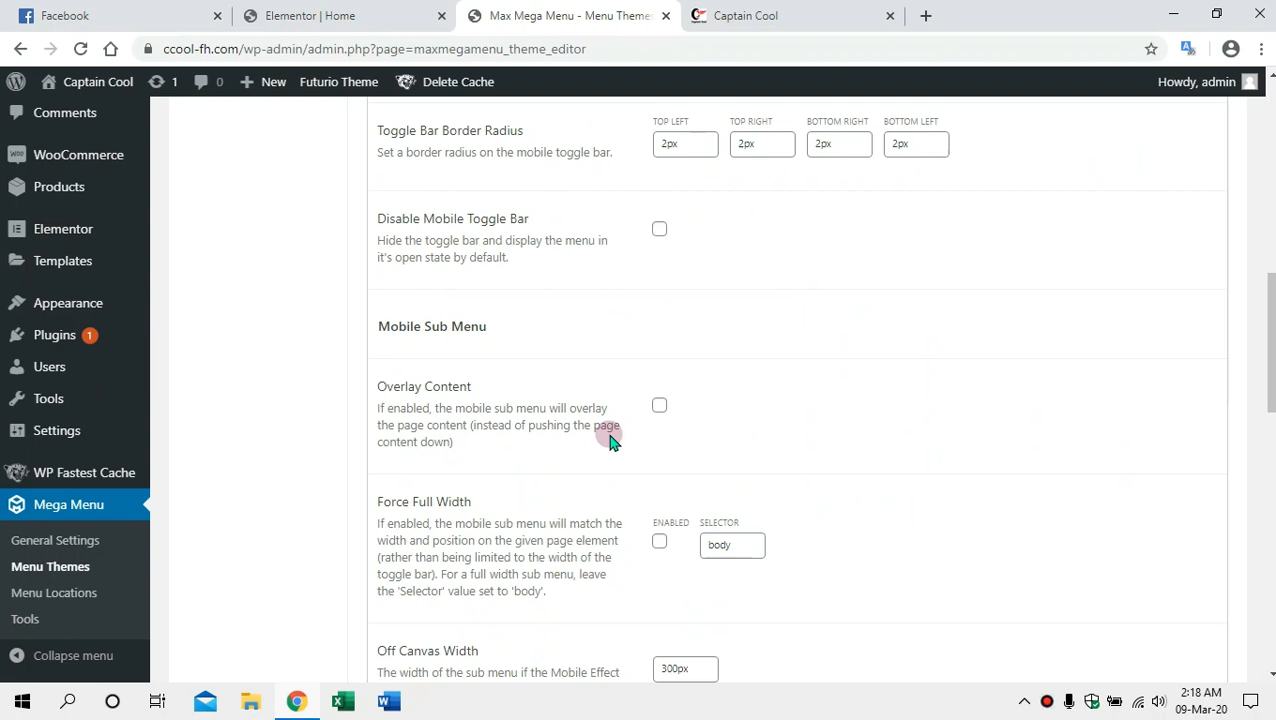 Facebook
Elementor | Home
Max Mega Menu - Menu Themes
Captain Cool
ccool-fh.com/wp-admin/admin.php?page=maxmegamenu_theme_editor
Captain Cool
1
0
New
Futurio Theme
Delete Cache
Howdy, admin
Comments
WooCommerce
Products
Elementor
Templates
Appearance
Plugins 1
Users
Tools
Settings
WP Fastest Cache
Mega Menu
General Settings
Menu Themes
Menu Locations
Tools
Collapse menu
Toggle Bar Border Radius
Set a border radius on the mobile toggle bar.
TOP LEFT TOP RIGHT BOTTOM RIGHT BOTTOM LEFT
2px 2px 2px 2px
Disable Mobile Toggle Bar
Hide the toggle bar and display the menu in
it's open state by default.
Mobile Sub Menu
Overlay Content
If enabled, the mobile sub menu will overlay
the page content (instead of pushing the page
content down)
Force Full Width
If enabled, the mobile sub menu will match the
width and position on the given page element
(rather than being limited to the width of the
toggle bar). For a full width sub menu, leave
the 'Selector' value set to 'body'.
ENABLED SELECTOR
body
Off Canvas Width
The width of the sub menu if the Mobile Effect
300px
2:18 AM
09-Mar-20